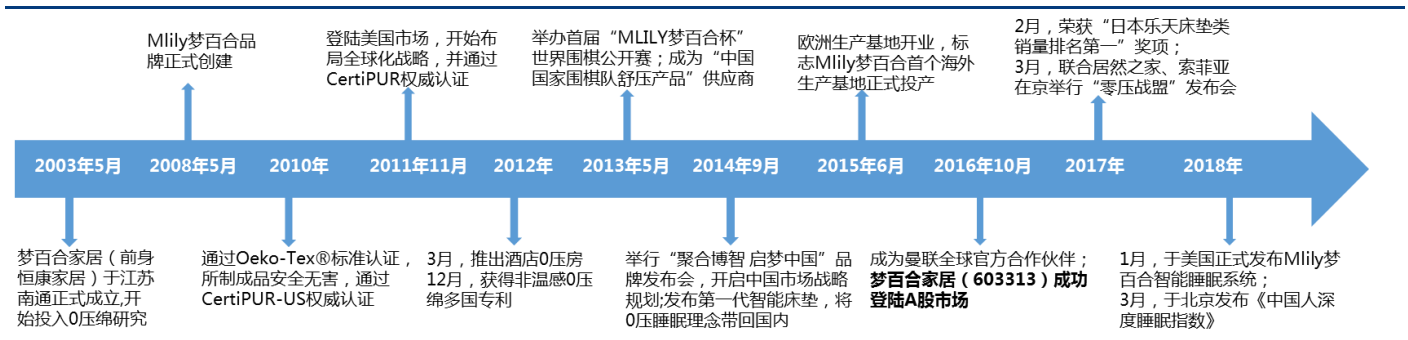 Mlily梦百合品
牌正式创建
登陆美国市场，开始布
局全球化战略，并通过
CertiPUR权威认证
举办首届“MLILY梦百合杯”
世界围棋公开赛；成为“中国
国家围棋队舒压产品”供应商
欧洲生产基地开业，标
志Mlily梦百合首个海外
生产基地正式投产
2月，荣获“日本乐天床垫类
销量排名第一”奖项；
3月，联合居然之家、索菲亚
在京举行“零压战盟”发布会
2003年5月 2008年5月 2010年 2011年11月 2012年 2013年5月 2014年9月 2015年6月 2016年10月 2017年 2018年
梦百合家居（前身
恒康家居）于江苏
南通正式成立,开
始投入0压绵研究
通过Oeko-Tex®标准认证，
所制成品安全无害，通过
CertiPUR-US权威认证
3月，推出酒店0压房
12月，获得非温感0压
绵多国专利
举行“聚合博智 启梦中国”品
牌发布会，开启中国市场战略
规划;发布第一代智能床垫，将
0压睡眠理念带回国内
成为曼联全球官方合作伙伴；
梦百合家居（603313）成功
登陆A股市场
1月，于美国正式发布Mlily梦
百合智能睡眠系统；
3月，于北京发布《中国人深
度睡眠指数》